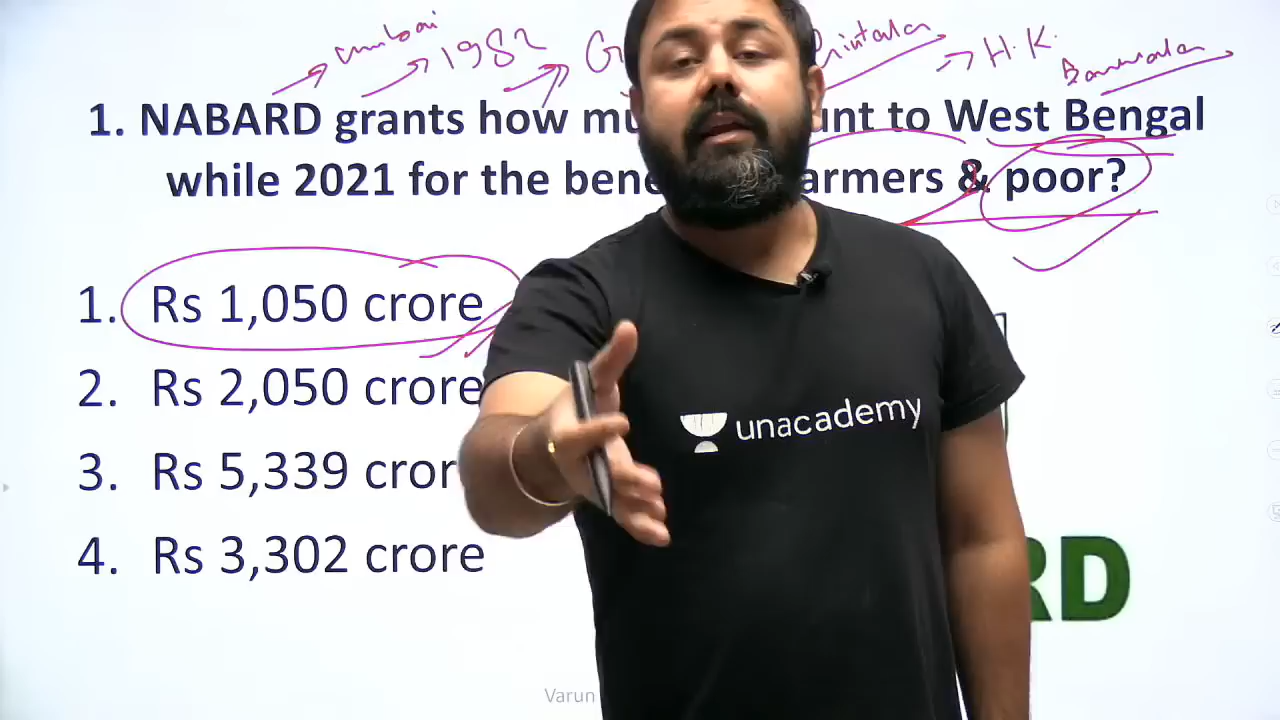 mumbai
1982
G
Chintala
H.K.
Banwala
1. NABARD grants how mu unt to West Bengal
while 2021 for the bene armers & poor?
1. Rs 1,050 crore
2. Rs 2,050 crore
3. Rs 5,339 cror
4. Rs 3,302 crore
unacademy
RD
Varun